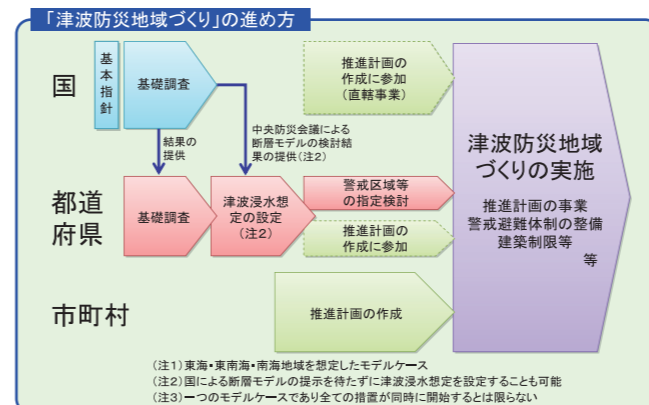 「津波防災地域づくり」の進め方
国
基本指針
基礎調査
推進計画の
作成に参加
(直轄事業)
結果の
提供
中央防災会議による
断層モデルの検討結
果の提供(注2)
都道
府県
基礎調査
津波浸水想
定の設定
(注2)
警戒区域等
の指定検討
推進計画の
作成に参加
市町村
推進計画の作成
津波防災地域
づくりの実施
推進計画の事業
警戒避難体制の整備
建築制限等
等
(注1)東海・東南海・南海地域を想定したモデルケース
(注2)国による断層モデルの提示を待たずに津波浸水想定を設定することも可能
(注3)一つのモデルケースであり全ての措置が同時に開始するとは限らない